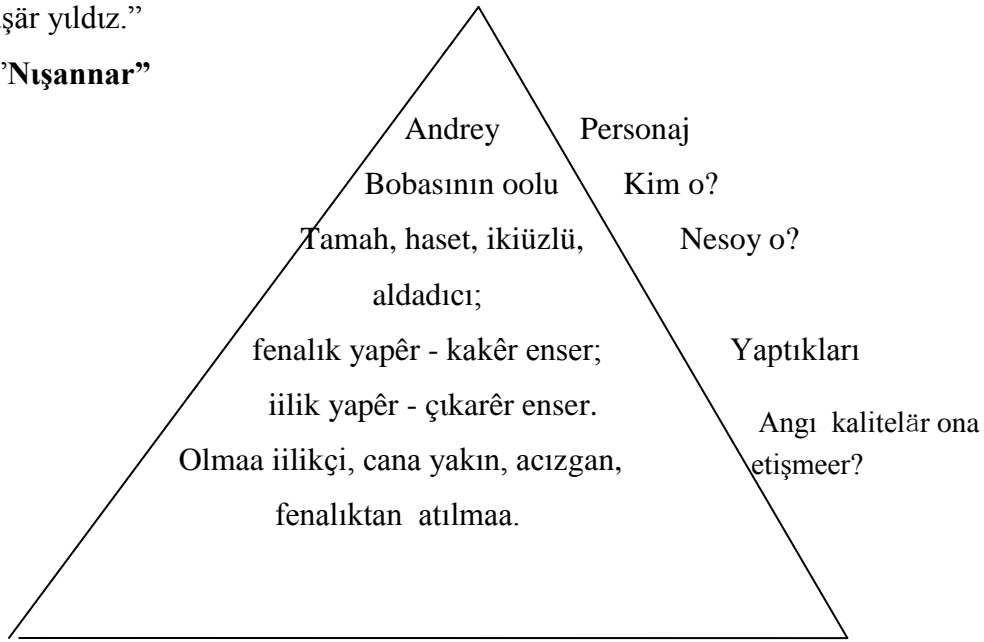 şär yıldız.”
”Nışannar”
Andrey Personaj
Bobasının oolu Kim o?
Tamah, haset, ikiüzlü, Nesoy o?
aldadıcı;
fenalık yapêr - kakêr enser; Yaptıkları
iilik yapêr - çıkarêr enser.
Angı kalitelär ona
Olmaa iilikçi, cana yakın, acızgan,
etişmeer?
fenalıktan atılmaa.